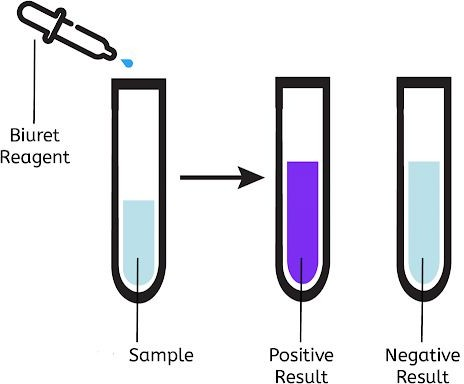 Biuret
Reagent
Sample
Positive
Result
Negative
Result